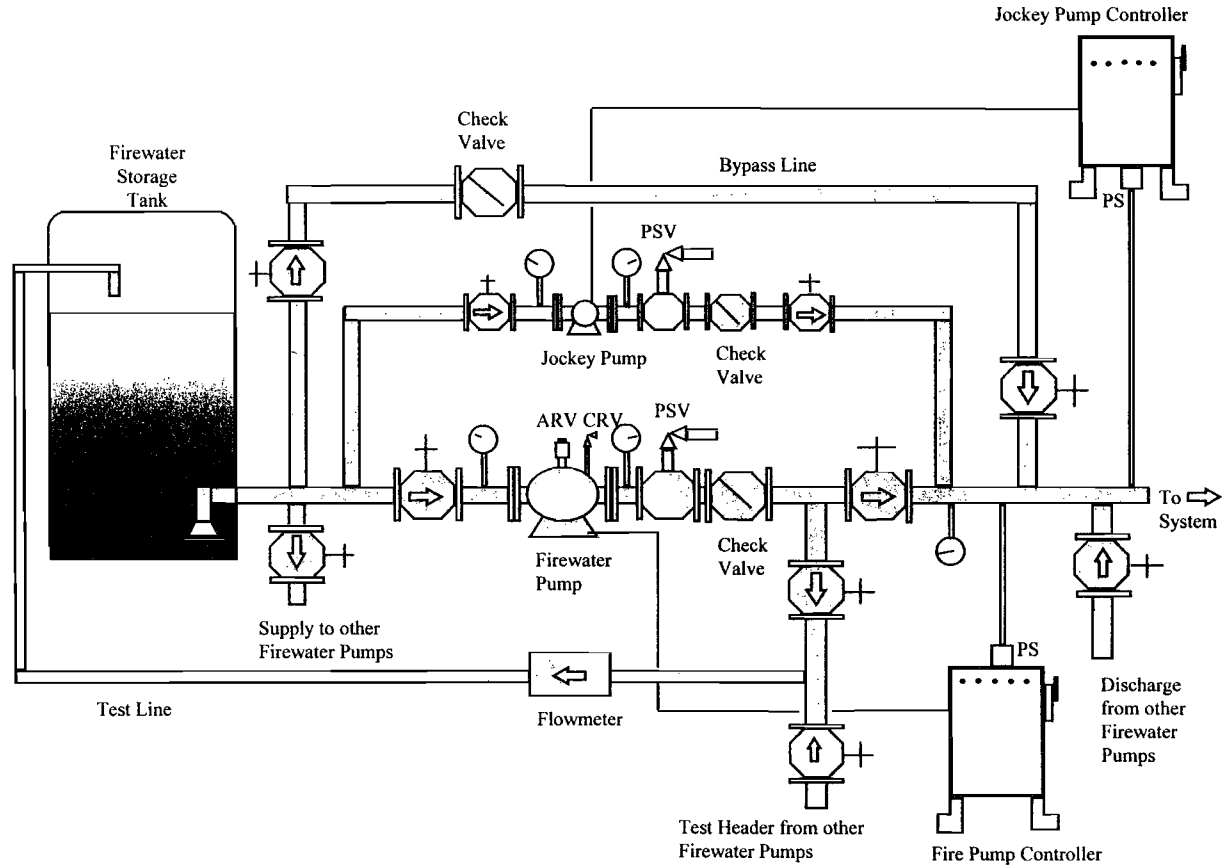 Jockey Pump Controller
Check
Valve
Firewater
Storage
Tank
Bypass Line
PS
PSV
Jockey Pump
Check
Valve
ARV CRV
PSV
To
System
Firewater
Pump
Check
Valve
Supply to other
Firewater Pumps
PS
Test Line
Flowmeter
Discharge
from other
Firewater
Pumps
Test Header from other
Firewater Pumps
Fire Pump Controller